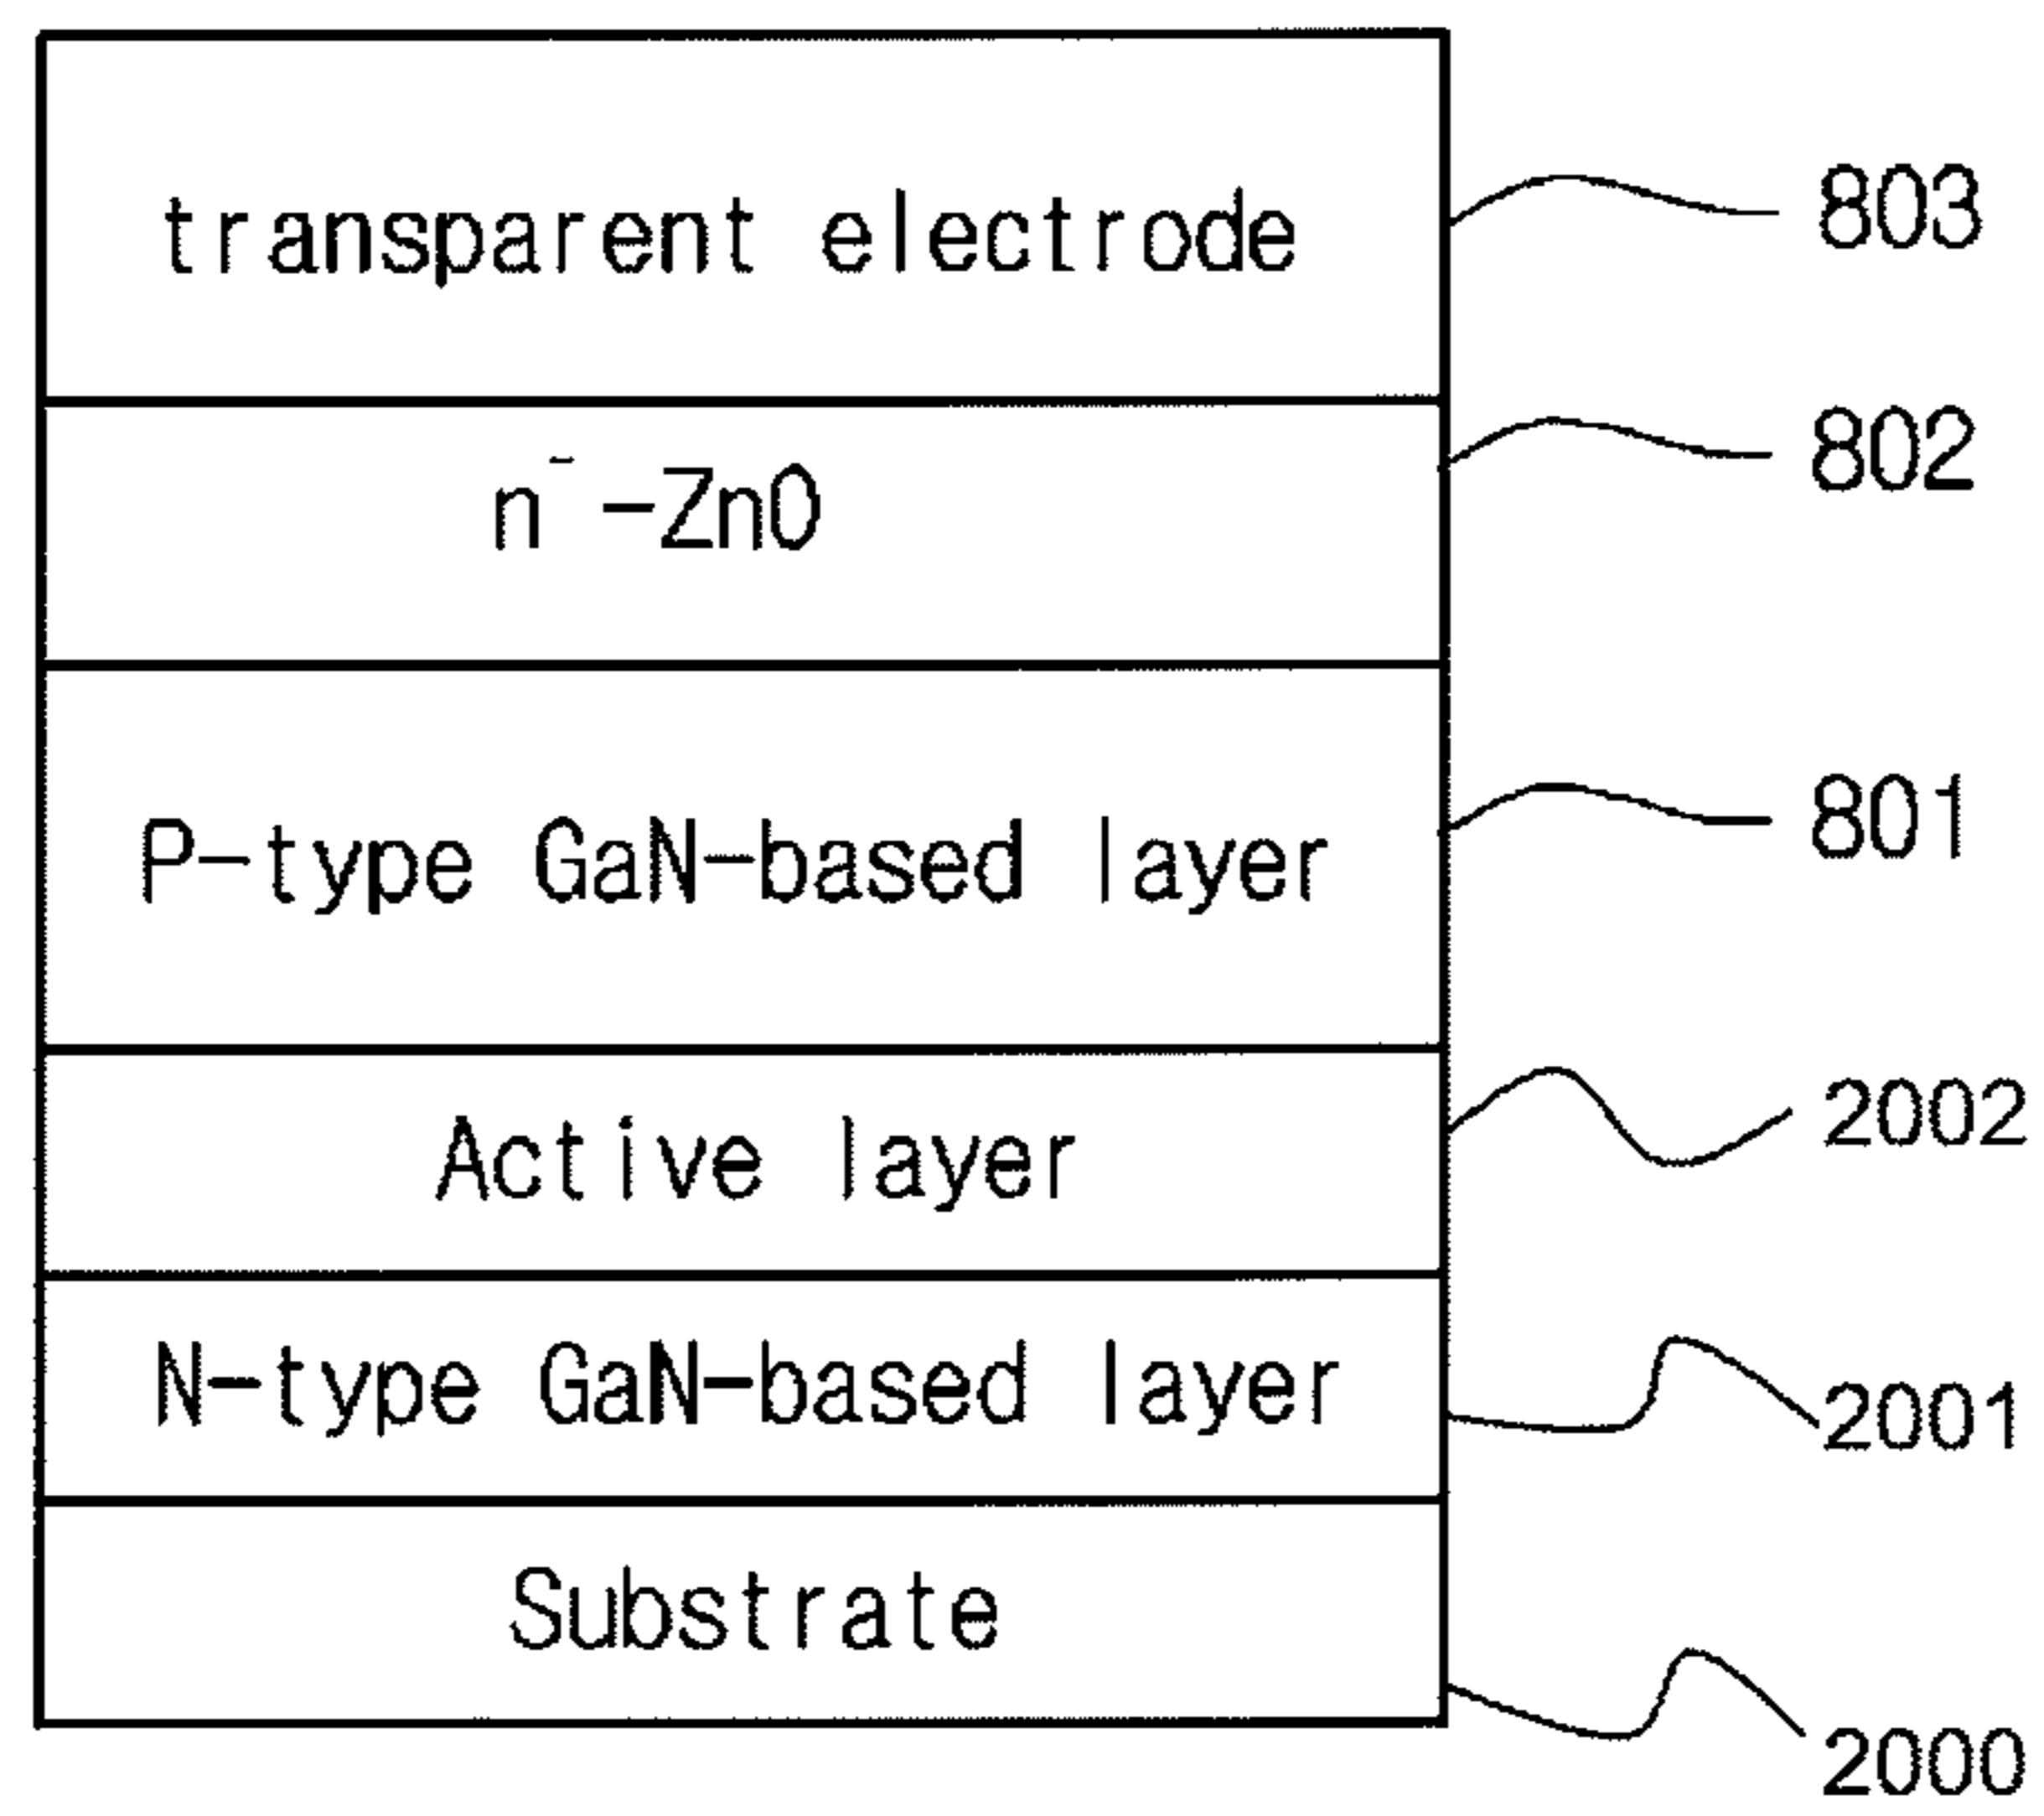 transparent electrode 803
n⁻-ZnO 802
P-type GaN-based layer 801
Active layer 2002
N-type GaN-based layer 2001
Substrate 2000